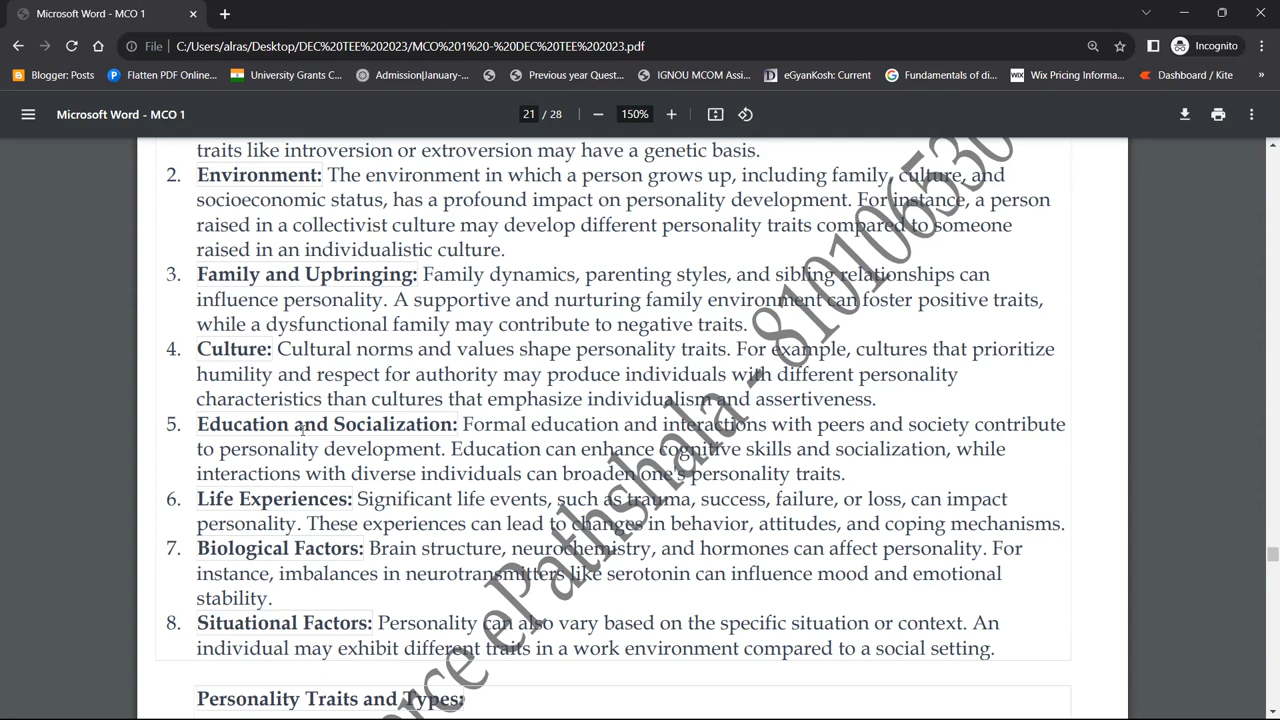 Microsoft Word - MCO 1
Incognito
File C:/Users/alras/Desktop/DEC%20TEE%202023/MCO%201%20-%20DEC%20TEE%202023.pdf
Blogger: Posts Flatten PDF Online... University Grants C... Admission|January-... Previous year Quest... IGNOU MCOM Assi... eGyanKosh: Current Fundamentals of di... Wix Pricing Informa... Dashboard / Kite »
Microsoft Word - MCO 1 21 / 28 150%
traits like introversion or extroversion may have a genetic basis.
2. Environment: The environment in which a person grows up, including family, culture, and
socioeconomic status, has a profound impact on personality development. For instance, a person
raised in a collectivist culture may develop different personality traits compared to someone
raised in an individualistic culture.
3. Family and Upbringing: Family dynamics, parenting styles, and sibling relationships can
influence personality. A supportive and nurturing family environment can foster positive traits,
while a dysfunctional family may contribute to negative traits.
4. Culture: Cultural norms and values shape personality traits. For example, cultures that prioritize
humility and respect for authority may produce individuals with different personality
characteristics than cultures that emphasize individualism and assertiveness.
5. Education and Socialization: Formal education and interactions with peers and society contribute
to personality development. Education can enhance cognitive skills and socialization, while
interactions with diverse individuals can broaden one's personality traits.
6. Life Experiences: Significant life events, such as trauma, success, failure, or loss, can impact
personality. These experiences can lead to changes in behavior, attitudes, and coping mechanisms.
7. Biological Factors: Brain structure, neurochemistry, and hormones can affect personality. For
instance, imbalances in neurotransmitters like serotonin can influence mood and emotional
stability.
8. Situational Factors: Personality can also vary based on the specific situation or context. An
individual may exhibit different traits in a work environment compared to a social setting.
Personality Traits and Types:
ePathshala - 81010653